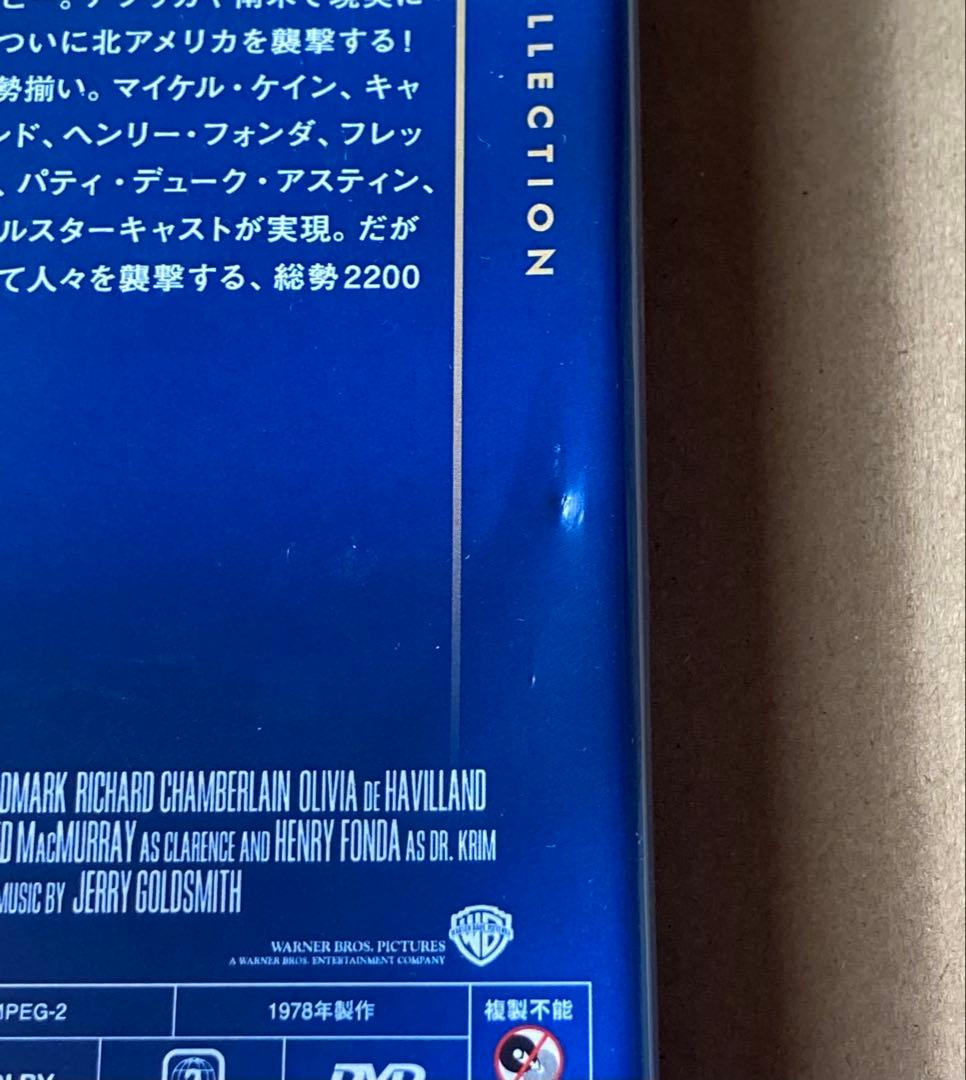 ついに北アメリカを襲撃する!
勢揃い。マイケル・ケイン、キャ
ンド、ヘンリー・フォンダ、フレッ
、パティ・デューク・アスティン、
ルスターキャストが実現。だが
て人々を襲撃する、総勢2200
LLECTION
DMARK RICHARD CHAMBERLAIN OLIVIA DE HAVILLAND
D MACMURRAY AS CLARENCE AND HENRY FONDA AS DR. KRIM
MUSIC BY JERRY GOLDSMITH
WARNER BROS. PICTURES
A WARNER BROS. ENTERTAINMENT COMPANY
MPEG-2
1978年製作
複製不能
2
DVD